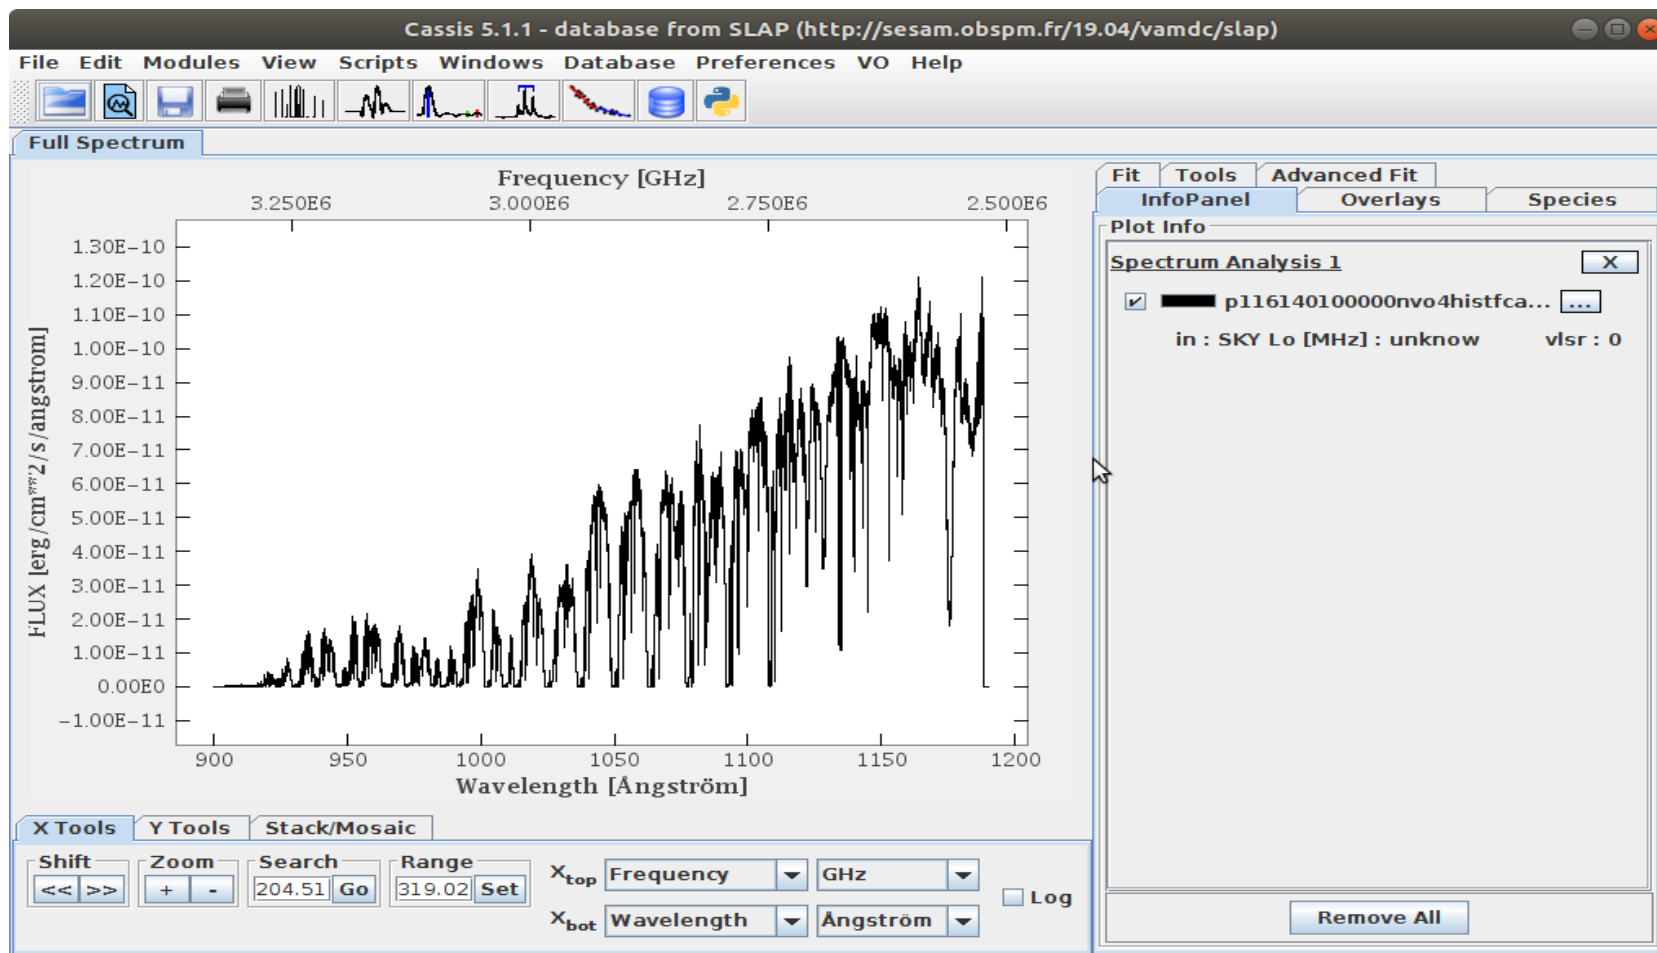 Cassis 5.1.1 - database from SLAP (http://sesam.obspm.fr/19.04/vamdc/slap)
File Edit Modules View Scripts Windows Database Preferences VO Help
Full Spectrum
Frequency [GHz]
3.250E6 3.000E6 2.750E6 2.500E6
1.30E-10
1.20E-10
1.10E-10
1.00E-10
9.00E-11
8.00E-11
7.00E-11
6.00E-11
5.00E-11
4.00E-11
3.00E-11
2.00E-11
1.00E-11
0.00E0
-1.00E-11
FLUX [erg/cm**2/s/angstrom]
900 950 1000 1050 1100 1150 1200
Wavelength [Ångström]
Fit Tools Advanced Fit
InfoPanel Overlays Species
Plot Info
Spectrum Analysis 1 X
p116140100000nvo4histfca... ...
in : SKY Lo [MHz] : unknow vlsr : 0
Remove All
X Tools Y Tools Stack/Mosaic
Shift Zoom Search Range
<< >> + - 204.51 Go 319.02 Set
Xtop Frequency GHz
Log
Xbot Wavelength Ångström